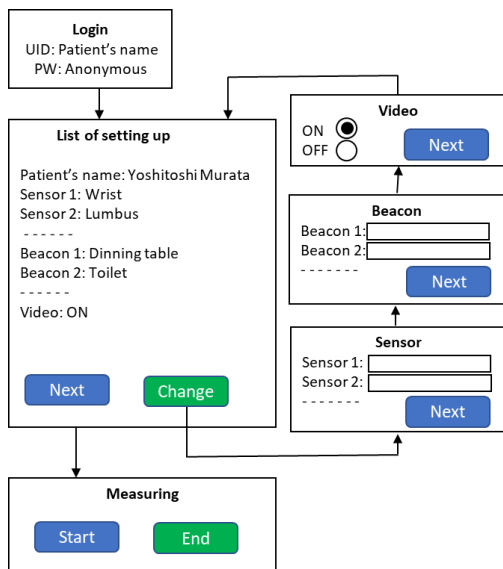 Login
UID: Patient's name
PW: Anonymous
List of setting up
Patient's name: Yoshitoshi Murata
Sensor 1: Wrist
Sensor 2: Lumbus
- - - - - -
Beacon 1: Dinning table
Beacon 2: Toilet
- - - - - -
Video: ON
Next
Change
Measuring
Start
End
Video
ON
OFF
Next
Beacon
Beacon 1:
Beacon 2:
- - - - - - -
Next
Sensor
Sensor 1:
Sensor 2:
- - - - - - -
Next